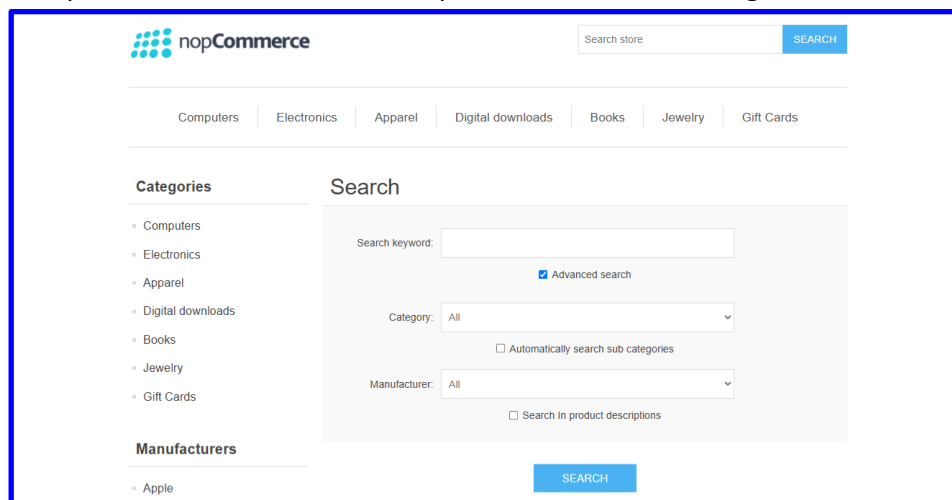 nopCommerce
Search store
SEARCH
Computers Electronics Apparel Digital downloads Books Jewelry Gift Cards
Categories
Computers
Electronics
Apparel
Digital downloads
Books
Jewelry
Gift Cards
Manufacturers
Apple
Search
Search keyword:
Advanced search
Category: All
Automatically search sub categories
Manufacturer: All
Search In product descriptions
SEARCH